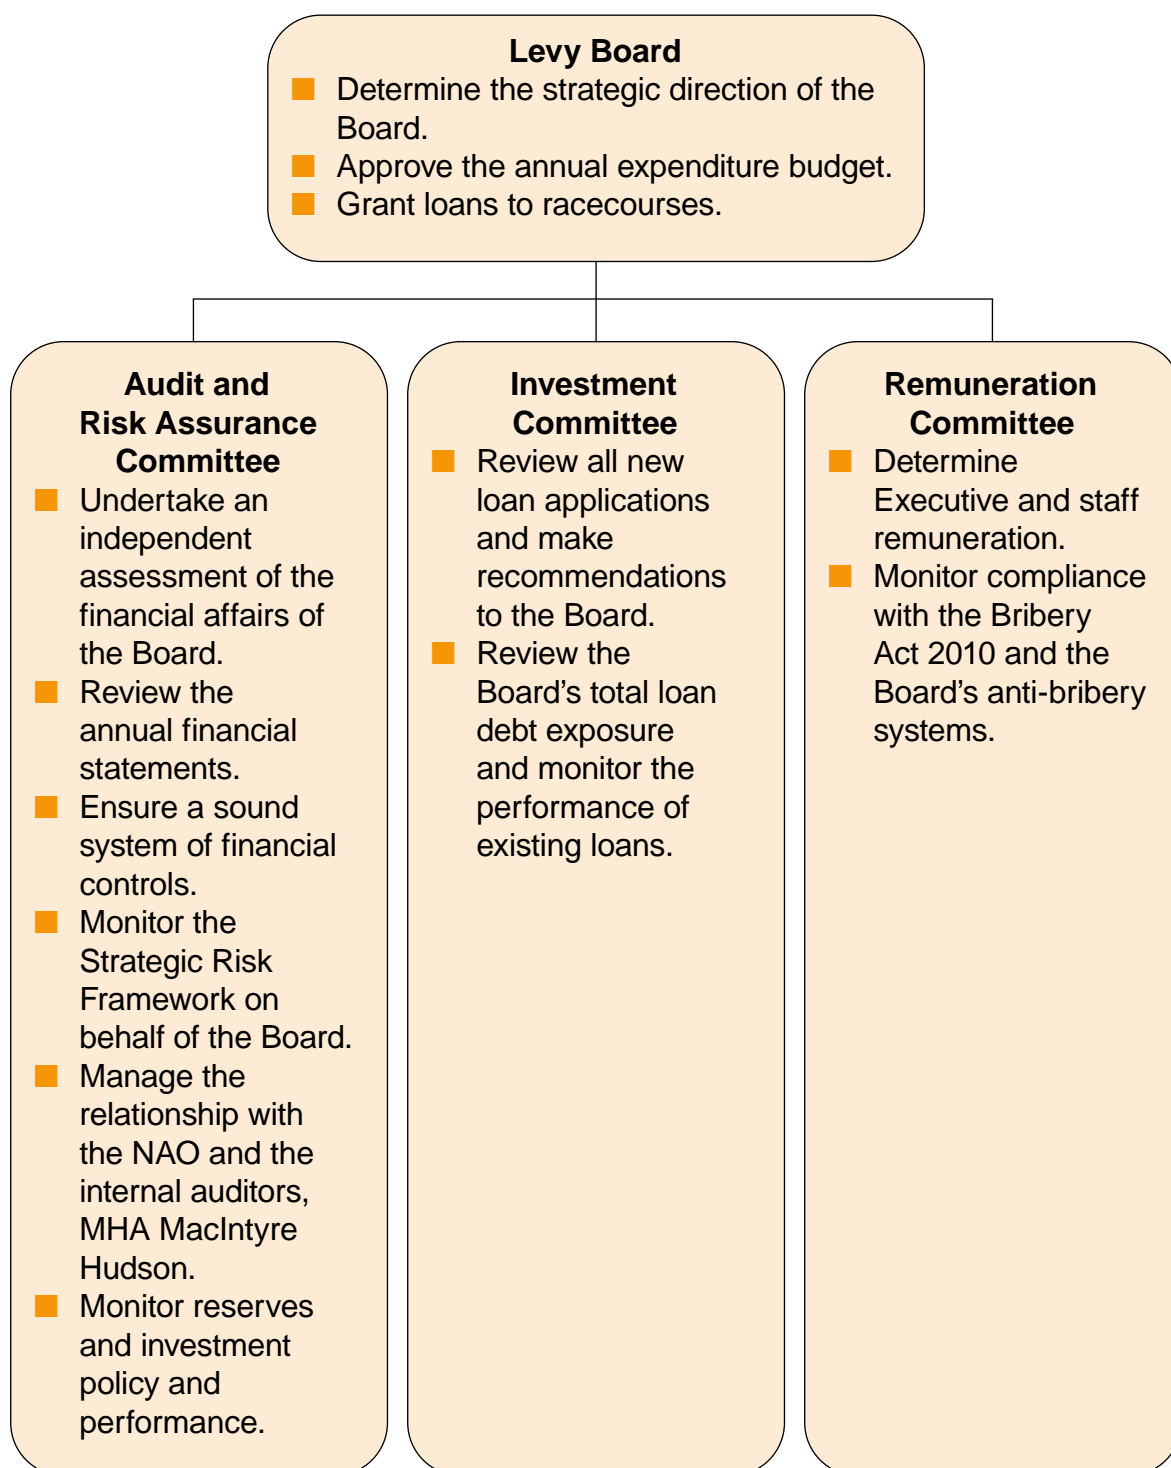 Levy Board
Determine the strategic direction of the
Board.
Approve the annual expenditure budget.
Grant loans to racecourses.
Audit and
Risk Assurance
Committee
Undertake an
independent
assessment of the
financial affairs of
the Board.
Review the
annual financial
statements.
Ensure a sound
system of financial
controls.
Monitor the
Strategic Risk
Framework on
behalf of the Board.
Manage the
relationship with
the NAO and the
internal auditors,
MHA MacIntyre
Hudson.
Monitor reserves
and investment
policy and
performance.
Investment
Committee
Review all new
loan applications
and make
recommendations
to the Board.
Review the
Board’s total loan
debt exposure
and monitor the
performance of
existing loans.
Remuneration
Committee
Determine
Executive and staff
remuneration.
Monitor compliance
with the Bribery
Act 2010 and the
Board’s anti-bribery
systems.